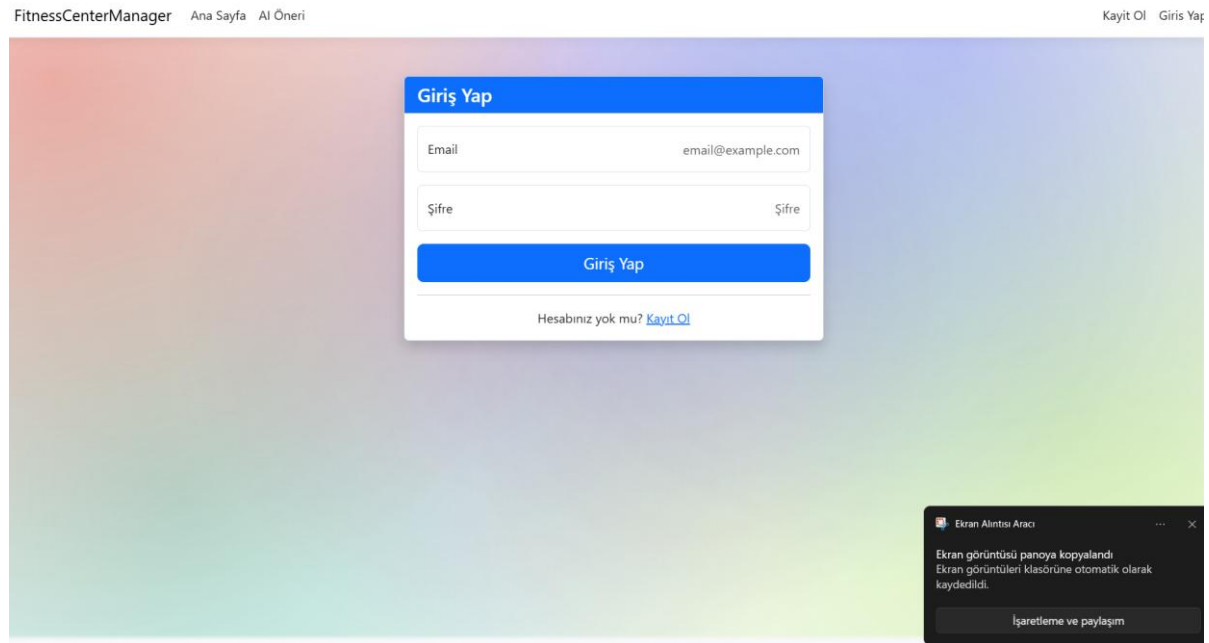 FitnessCenterManager Ana Sayfa AI Öneri Kayit Ol Giris Yap
Giriş Yap
Email email@example.com
Şifre Şifre
Giriş Yap
Hesabınız yok mu? Kayıt Ol
Ekran Alıntısı Aracı
Ekran görüntüsü panoya kopyalandı
Ekran görüntüleri klasörüne otomatik olarak
kaydedildi.
İşaretleme ve paylaşım